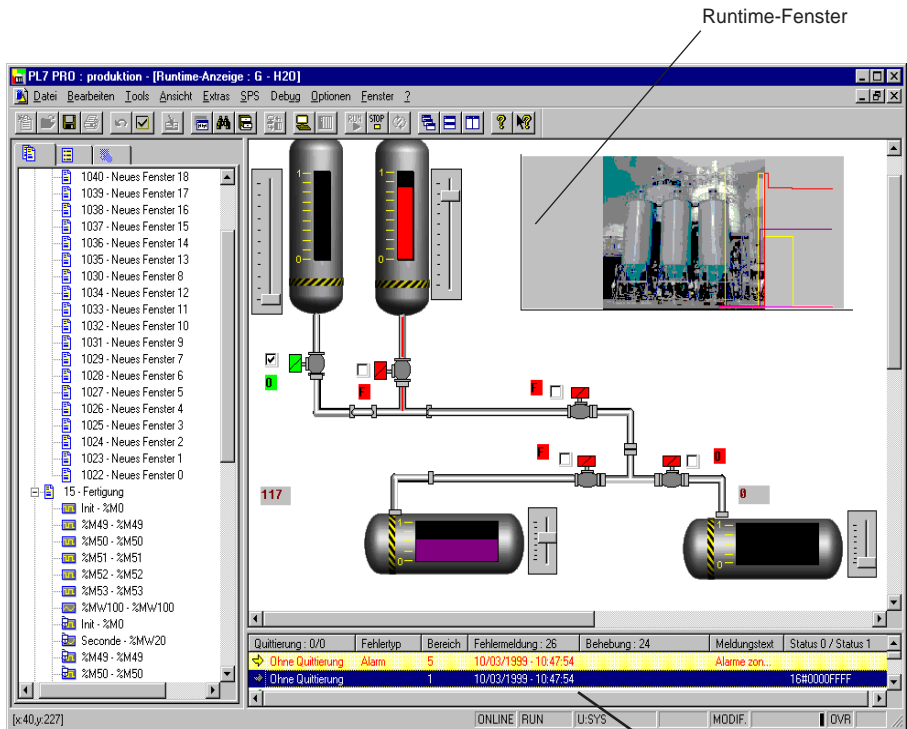 Runtime-Fenster
PL7 PRO : produktion - [Runtime-Anzeige : G - H2O]
Datei Bearbeiten Tools Ansicht Extras SPS Debug Optionen Fenster ?
RUN STOP
1040 - Neues Fenster 18
1039 - Neues Fenster 17
1038 - Neues Fenster 16
1037 - Neues Fenster 15
1036 - Neues Fenster 14
1035 - Neues Fenster 13
1030 - Neues Fenster 8
1034 - Neues Fenster 12
1033 - Neues Fenster 11
1032 - Neues Fenster 10
1031 - Neues Fenster 9
1029 - Neues Fenster 7
1028 - Neues Fenster 6
1027 - Neues Fenster 5
1026 - Neues Fenster 4
1025 - Neues Fenster 3
1024 - Neues Fenster 2
1023 - Neues Fenster 1
1022 - Neues Fenster 0
15 - Fertigung
Init - %M0
%M49 - %M49
%M50 - %M50
%M51 - %M51
%M52 - %M52
%M53 - %M53
%MW100 - %MW100
Init - %M0
Seconde - %MW20
%M49 - %M49
%M50 - %M50
1 1
0 0
O F
F
F O
117 0
1 1
0 0
Quittierung : 0/0 Fehlertyp Bereich Fehlermeldung : 26 Behebung : 24 Meldungstext Status 0 / Status 1
Ohne Quittierung Alarm 5 10/03/1999 - 10:47:54 Alarme zon...
Ohne Quittierung 1 10/03/1999 - 10:47:54 16#0000FFFF
[x:40,y:227] ONLINE RUN U:SYS MODIF. OVR